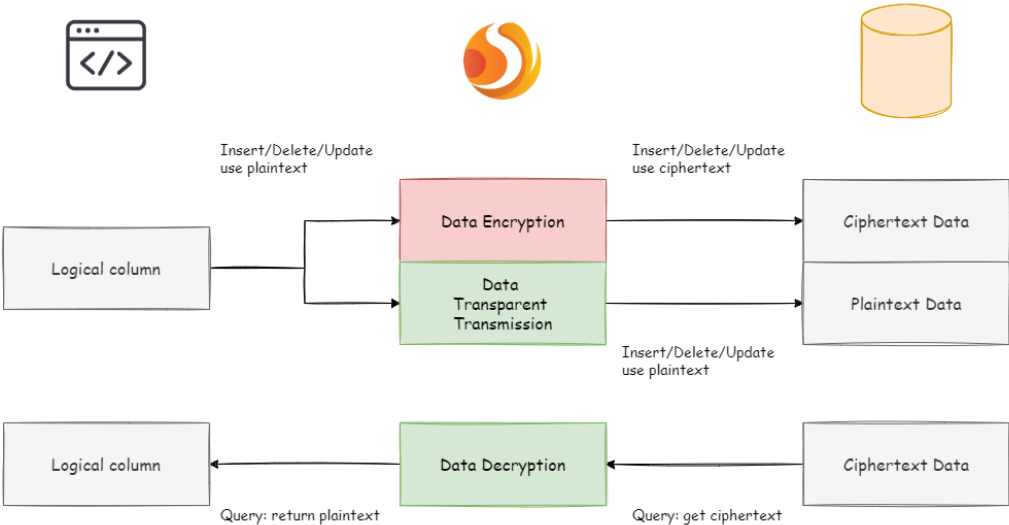 </>
Insert/Delete/Update
use plaintext
Insert/Delete/Update
use ciphertext
Logical column
Data Encryption
Ciphertext Data
Data
Transparent
Transmission
Plaintext Data
Insert/Delete/Update
use plaintext
Logical column
Data Decryption
Ciphertext Data
Query: return plaintext
Query: get ciphertext